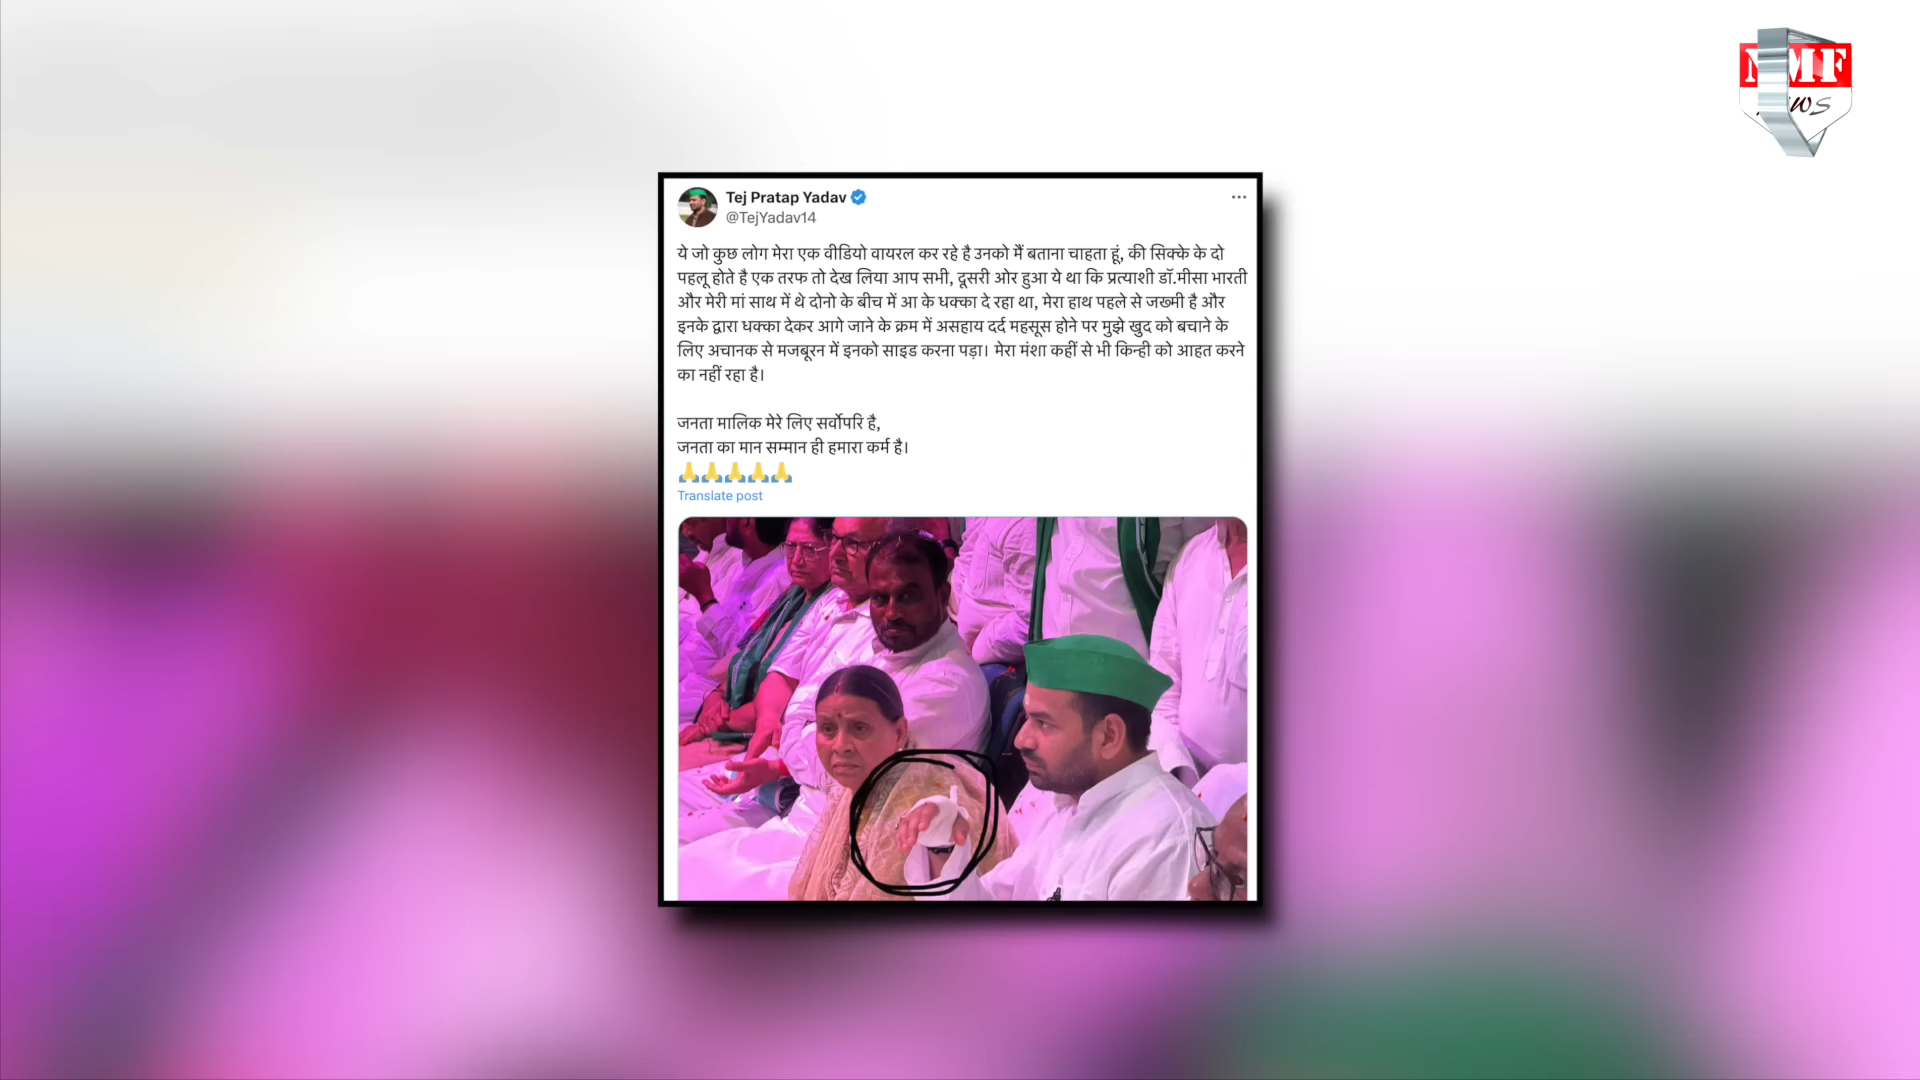 MF
ws
Tej Pratap Yadav
@TejYadav14
ये जो कुछ लोग मेरा एक वीडियो वायरल कर रहे है उनको मैं बताना चाहता हूं, की सिक्के के दो
पहलू होते है एक तरफ तो देख लिया आप सभी, दूसरी ओर हुआ ये था कि प्रत्याशी डॉ.मीसा भारती
और मेरी मां साथ में थे दोनो के बीच में आ के धक्का दे रहा था, मेरा हाथ पहले से जख्मी है और
इनके द्वारा धक्का देकर आगे जाने के क्रम में असहाय दर्द महसूस होने पर मुझे खुद को बचाने के
लिए अचानक से मजबूरन में इनको साइड करना पड़ा। मेरा मंशा कहीं से भी किन्ही को आहत करने
का नहीं रहा है।
जनता मालिक मेरे लिए सर्वोपरि है,
जनता का मान सम्मान ही हमारा कर्म है।
🙏🙏🙏🙏🙏
Translate post